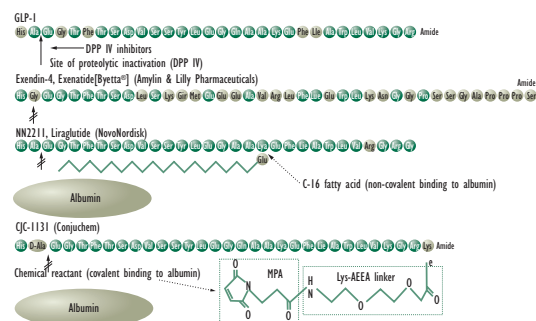 GLP-1
His Ala Glu Gly Thr Phe Thr Ser Asp Val Ser Ser Tyr Leu Glu Gly Gln Ala Ala Lys Glu Phe Ile Ala Trp Leu Val Lys Gly Arg Amide
DPP IV inhibitors
Site of proteolytic inactivation (DPP IV)
Exendin-4, Exenatide[Byetta®] (Amylin & Lilly Pharmaceuticals)
Amide
His Gly Glu Gly Thr Phe Thr Ser Asp Leu Ser Lys Gln Met Glu Glu Glu Ala Val Arg Leu Phe Ile Glu Trp Leu Lys Asn Gly Gly Pro Ser Ser Gly Ala Pro Pro Pro Ser
NN2211, Liraglutide (NovoNordisk)
His Ala Glu Gly Thr Phe Thr Ser Asp Val Ser Ser Tyr Leu Glu Gly Gln Ala Ala Lys Glu Phe Ile Ala Trp Leu Val Arg Gly Arg Gly
Glu
C-16 fatty acid (non-covalent binding to albumin)
Albumin
CJC-1131 (Conjuchem)
His D-Ala Glu Gly Thr Phe Thr Ser Asp Val Ser Ser Tyr Leu Glu Gly Gln Ala Ala Lys Glu Phe Ile Ala Trp Leu Val Lys Gly Arg Lys Amide
Chemical reactant (covalent binding to albumin)
MPA
Lys-AEEA linker
Albumin
O
N
O
O
H
N
O
O
O
e